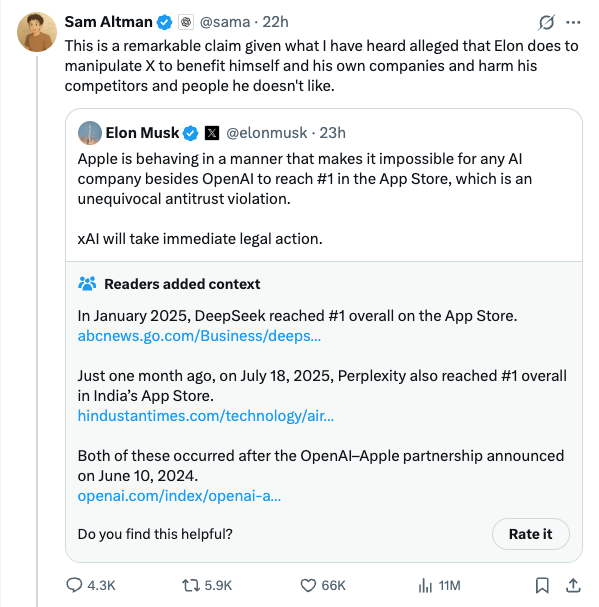 Sam Altman @sama · 22h
This is a remarkable claim given what I have heard alleged that Elon does to
manipulate X to benefit himself and his own companies and harm his
competitors and people he doesn't like.
Elon Musk @elonmusk · 23h
Apple is behaving in a manner that makes it impossible for any AI
company besides OpenAI to reach #1 in the App Store, which is an
unequivocal antitrust violation.
xAI will take immediate legal action.
Readers added context
In January 2025, DeepSeek reached #1 overall on the App Store.
abcnews.go.com/Business/deeps...
Just one month ago, on July 18, 2025, Perplexity also reached #1 overall
in India’s App Store.
hindustantimes.com/technology/air...
Both of these occurred after the OpenAI–Apple partnership announced
on June 10, 2024.
openai.com/index/openai-a...
Do you find this helpful? Rate it
4.3K 5.9K 66K 11M